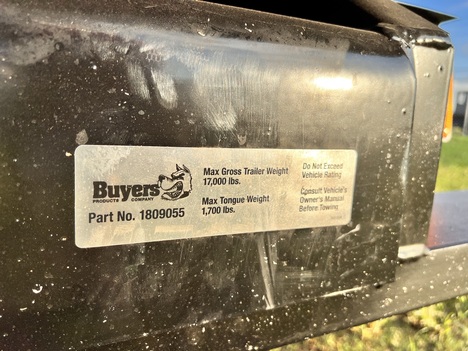 Buyers
PRODUCTS COMPANY
Part No. 1809055
Max Gross Trailer Weight
17,000 lbs.
Max Tongue Weight
1,700 lbs.
Do Not Exceed
Vehicle Rating
Consult Vehicle's
Owner's Manual
Before Towing